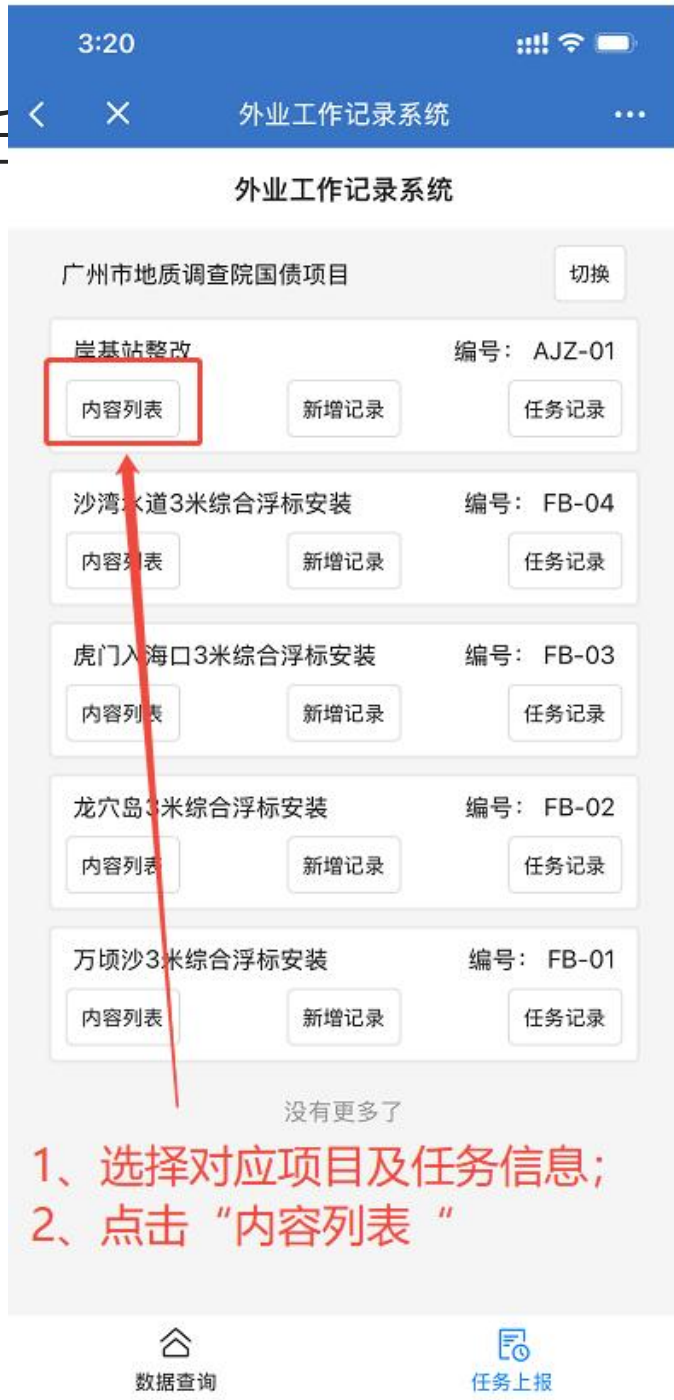 3:20
外业工作记录系统
外业工作记录系统
广州市地质调查院国债项目 切换
岸基站整改 编号： AJZ-01
内容列表 新增记录 任务记录
沙湾水道3米综合浮标安装 编号： FB-04
内容列表 新增记录 任务记录
虎门入海口3米综合浮标安装 编号： FB-03
内容列表 新增记录 任务记录
龙穴岛3米综合浮标安装 编号： FB-02
内容列表 新增记录 任务记录
万顷沙3米综合浮标安装 编号： FB-01
内容列表 新增记录 任务记录
没有更多了
1、选择对应项目及任务信息；
2、点击“内容列表“
数据查询 任务上报